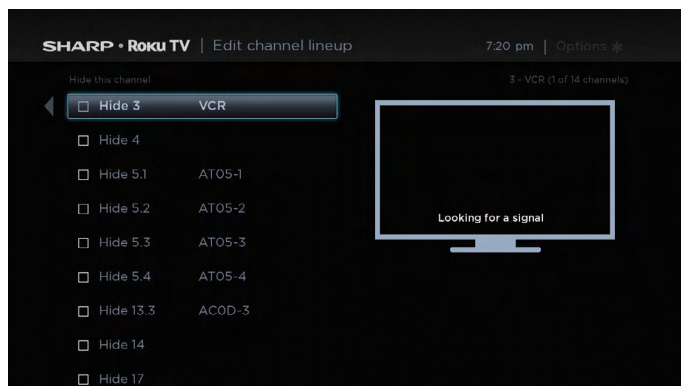 SHARP • ROKU TV | Edit channel lineup
7:20 pm | Options ✱
Hide this channel
3 - VCR (1 of 14 channels)
Hide 3 VCR
Hide 4
Hide 5.1 AT05-1
Hide 5.2 AT05-2
Hide 5.3 AT05-3
Hide 5.4 AT05-4
Hide 13.3 AC0D-3
Hide 14
Hide 17
Looking for a signal